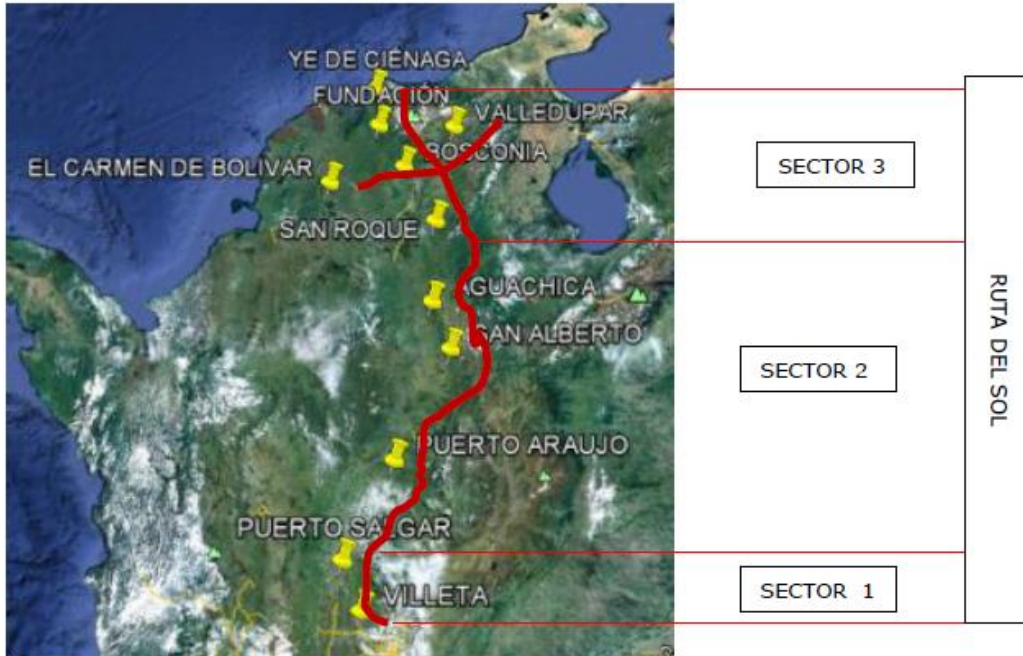 YE DE CIÉNAGA
FUNDACIÓN
VALLEDUPAR
BOSCONIA
EL CARMEN DE BOLIVAR
SECTOR 3
SAN ROQUE
AGUACHICA
SAN ALBERTO
SECTOR 2
RUTA DEL SOL
PUERTO ARAUJO
PUERTO SALGAR
VILLETA
SECTOR 1